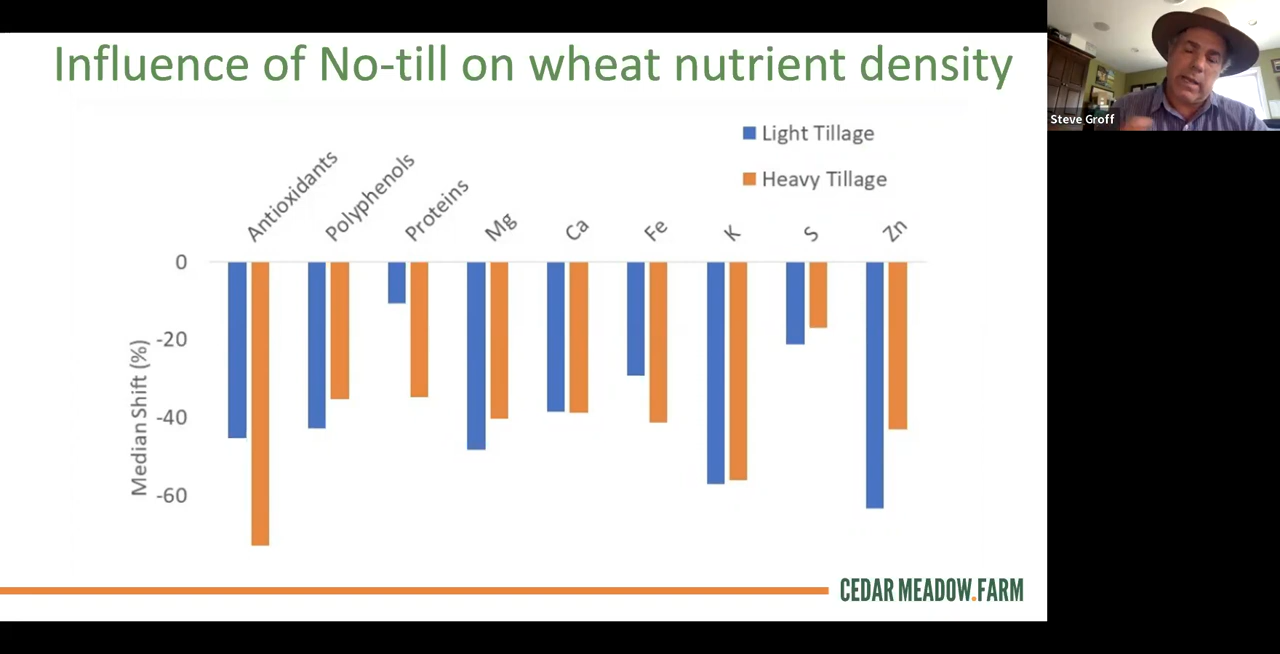 Influence of No-till on wheat nutrient density
Steve Groff
Light Tillage
Heavy Tillage
Antioxidants
Polyphenols
Proteins
Mg
Ca
Fe
K
S
Zn
0
-20
-40
-60
Median Shift (%)
CEDAR MEADOW.FARM